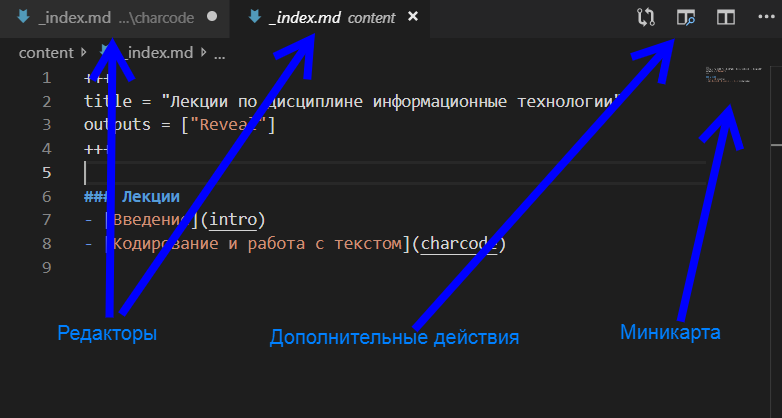 _index.md ...\charcode
_index.md content
content _index.md ...
1 +++
2 title = "Лекции по дисциплине информационные технологии"
3 outputs = ["Reveal"]
4 +++
5
6 ### Лекции
7 - [Введение](intro)
8 - [Кодирование и работа с текстом](charcode)
9
Редакторы
Дополнительные действия
Миникарта